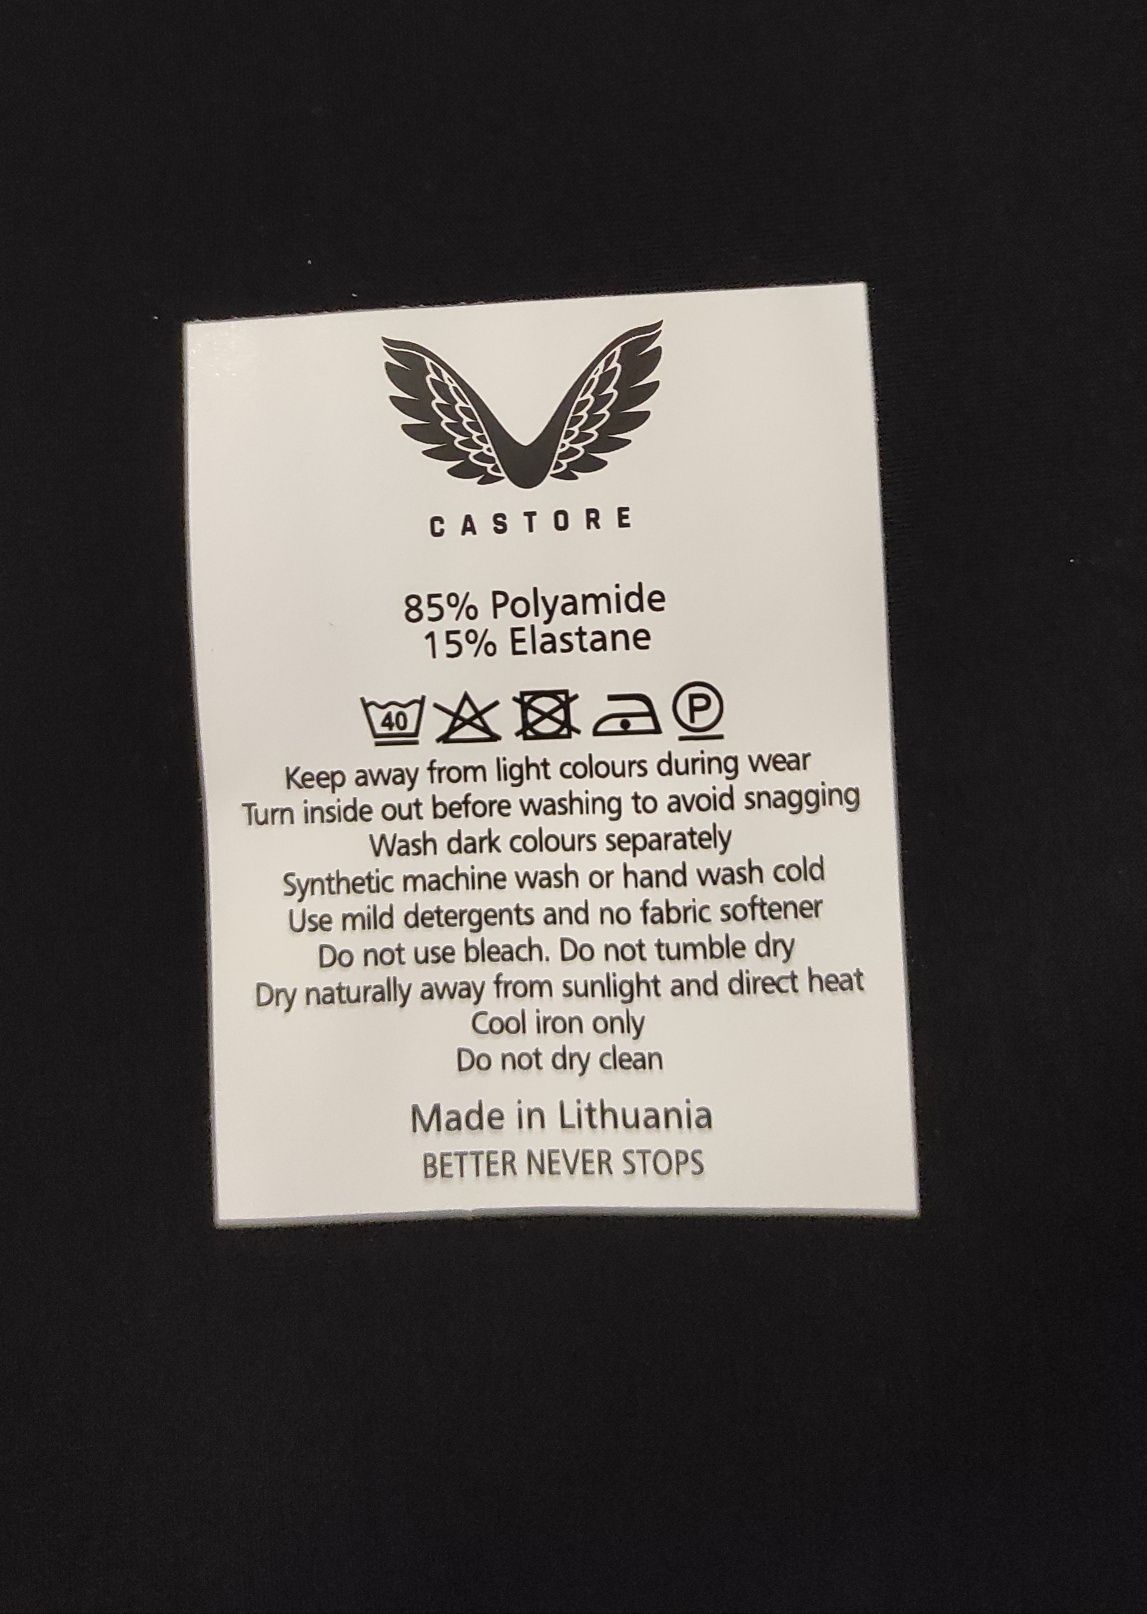 CASTORE
85% Polyamide
15% Elastane
40 P
Keep away from light colours during wear
Turn inside out before washing to avoid snagging
Wash dark colours separately
Synthetic machine wash or hand wash cold
Use mild detergents and no fabric softener
Do not use bleach. Do not tumble dry
Dry naturally away from sunlight and direct heat
Cool iron only
Do not dry clean
Made in Lithuania
BETTER NEVER STOPS